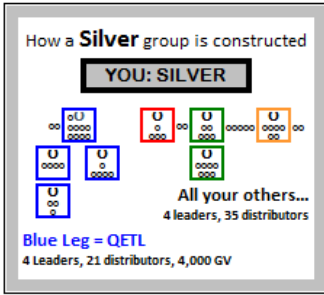 How a Silver group is constructed
YOU: SILVER
All your others...
4 leaders, 35 distributors
Blue Leg = QETL
4 Leaders, 21 distributors, 4,000 GV